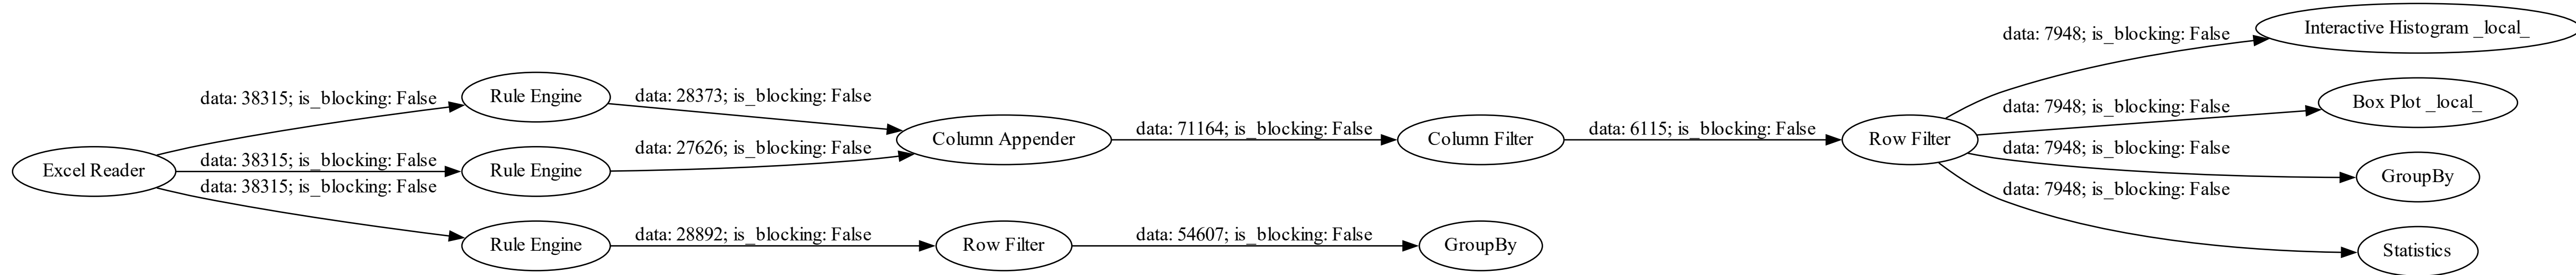 Interactive Histogram _local_
data: 7948; is_blocking: False
data: 38315; is_blocking: False
Rule Engine
data: 28373; is_blocking: False
data: 7948; is_blocking: False
Box Plot _local_
Column Appender
data: 71164; is_blocking: False
Column Filter
data: 6115; is_blocking: False
Row Filter
Excel Reader
data: 38315; is_blocking: False
Rule Engine
data: 27626; is_blocking: False
data: 7948; is_blocking: False
GroupBy
data: 38315; is_blocking: False
data: 7948; is_blocking: False
Rule Engine
data: 28892; is_blocking: False
Row Filter
data: 54607; is_blocking: False
GroupBy
Statistics